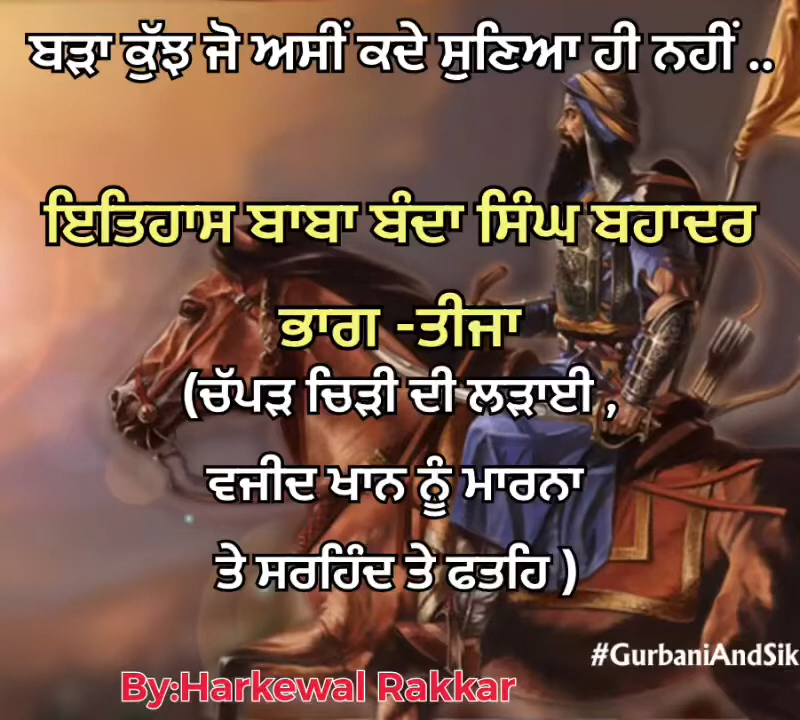 ਬੜਾ ਕੁੱਝ ਜੋ ਅਸੀਂ ਕਦੇ ਸੁਣਿਆ ਹੀ ਨਹੀਂ ..
ਇਤਿਹਾਸ ਬਾਬਾ ਬੰਦਾ ਸਿੰਘ ਬਹਾਦਰ
ਭਾਗ -ਤੀਜਾ
(ਚੱਪੜ ਚਿੜੀ ਦੀ ਲੜਾਈ ,
ਵਜੀਦ ਖਾਨ ਨੂੰ ਮਾਰਨਾ
ਤੇ ਸਰਹਿੰਦ ਤੇ ਫਤਹਿ )
#GurbaniAndSik
By:Harkewal Rakkar